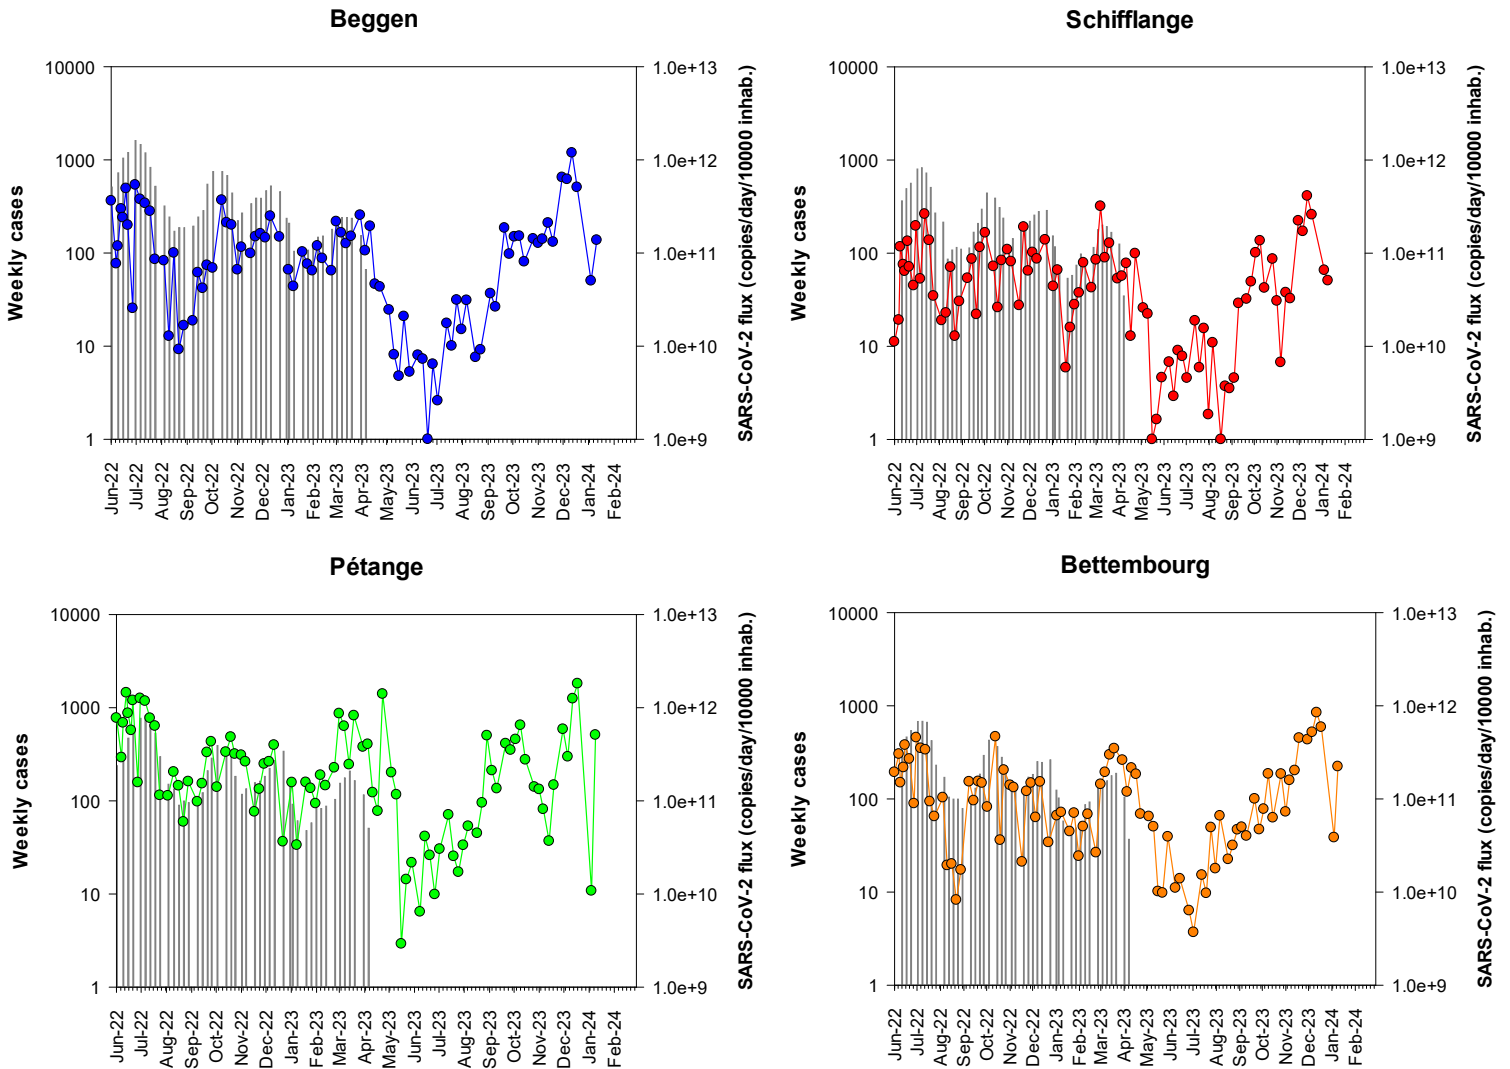 Beggen
10000
1000
100
10
1
Weekly cases
1.0e+13
1.0e+12
1.0e+11
1.0e+10
1.0e+9
SARS-CoV-2 flux (copies/day/10000 inhab.)
Jun-22
Jul-22
Aug-22
Sep-22
Oct-22
Nov-22
Dec-22
Jan-23
Feb-23
Mar-23
Apr-23
May-23
Jun-23
Jul-23
Aug-23
Sep-23
Oct-23
Nov-23
Dec-23
Jan-24
Feb-24
Schifflange
10000
1000
100
10
1
Weekly cases
1.0e+13
1.0e+12
1.0e+11
1.0e+10
1.0e+9
SARS-CoV-2 flux (copies/day/10000 inhab.)
Jun-22
Jul-22
Aug-22
Sep-22
Oct-22
Nov-22
Dec-22
Jan-23
Feb-23
Mar-23
Apr-23
May-23
Jun-23
Jul-23
Aug-23
Sep-23
Oct-23
Nov-23
Dec-23
Jan-24
Feb-24
Pétange
10000
1000
100
10
1
Weekly cases
1.0e+13
1.0e+12
1.0e+11
1.0e+10
1.0e+9
SARS-CoV-2 flux (copies/day/10000 inhab.)
Jun-22
Jul-22
Aug-22
Sep-22
Oct-22
Nov-22
Dec-22
Jan-23
Feb-23
Mar-23
Apr-23
May-23
Jun-23
Jul-23
Aug-23
Sep-23
Oct-23
Nov-23
Dec-23
Jan-24
Feb-24
Bettembourg
10000
1000
100
10
1
Weekly cases
1.0e+13
1.0e+12
1.0e+11
1.0e+10
1.0e+9
SARS-CoV-2 flux (copies/day/10000 inhab.)
Jun-22
Jul-22
Aug-22
Sep-22
Oct-22
Nov-22
Dec-22
Jan-23
Feb-23
Mar-23
Apr-23
May-23
Jun-23
Jul-23
Aug-23
Sep-23
Oct-23
Nov-23
Dec-23
Jan-24
Feb-24